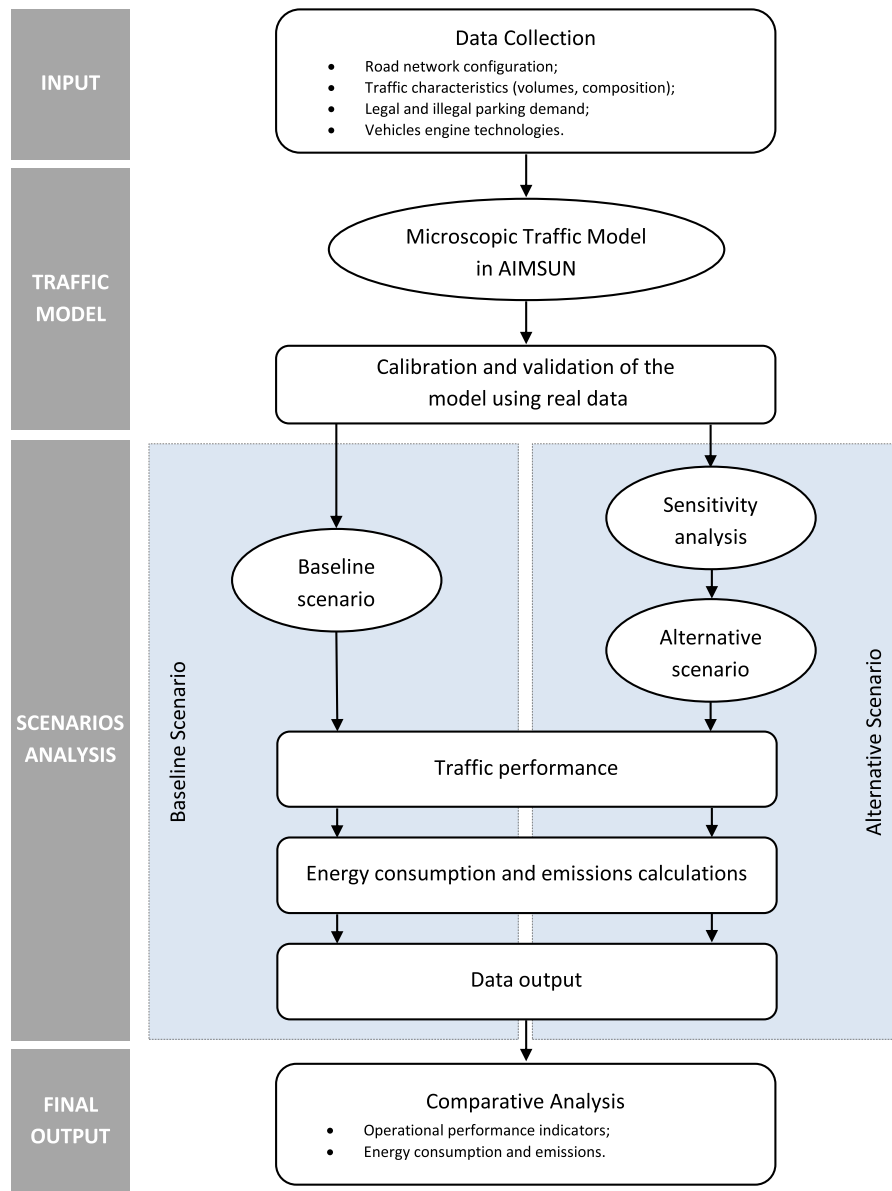 INPUT
Data Collection
• Road network configuration;
• Traffic characteristics (volumes, composition);
• Legal and illegal parking demand;
• Vehicles engine technologies.
TRAFFIC
MODEL
Microscopic Traffic Model
in AIMSUN
Calibration and validation of the
model using real data
SCENARIOS
ANALYSIS
Baseline Scenario
Baseline
scenario
Sensitivity
analysis
Alternative
scenario
Alternative Scenario
Traffic performance
Energy consumption and emissions calculations
Data output
FINAL
OUTPUT
Comparative Analysis
• Operational performance indicators;
• Energy consumption and emissions.